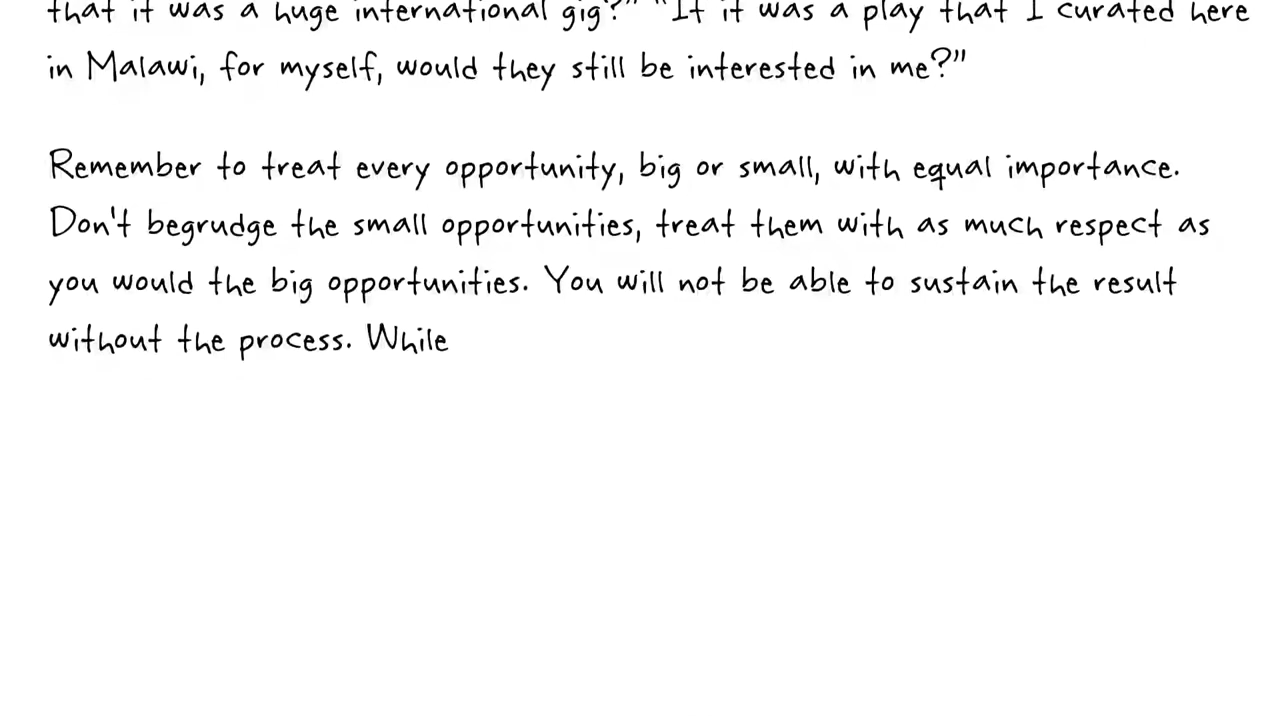 that it was a huge international gig?” “If it was a play that I curated here
in Malawi, for myself, would they still be interested in me?”
Remember to treat every opportunity, big or small, with equal importance.
Don't begrudge the small opportunities, treat them with as much respect as
you would the big opportunities. You will not be able to sustain the result
without the process. While